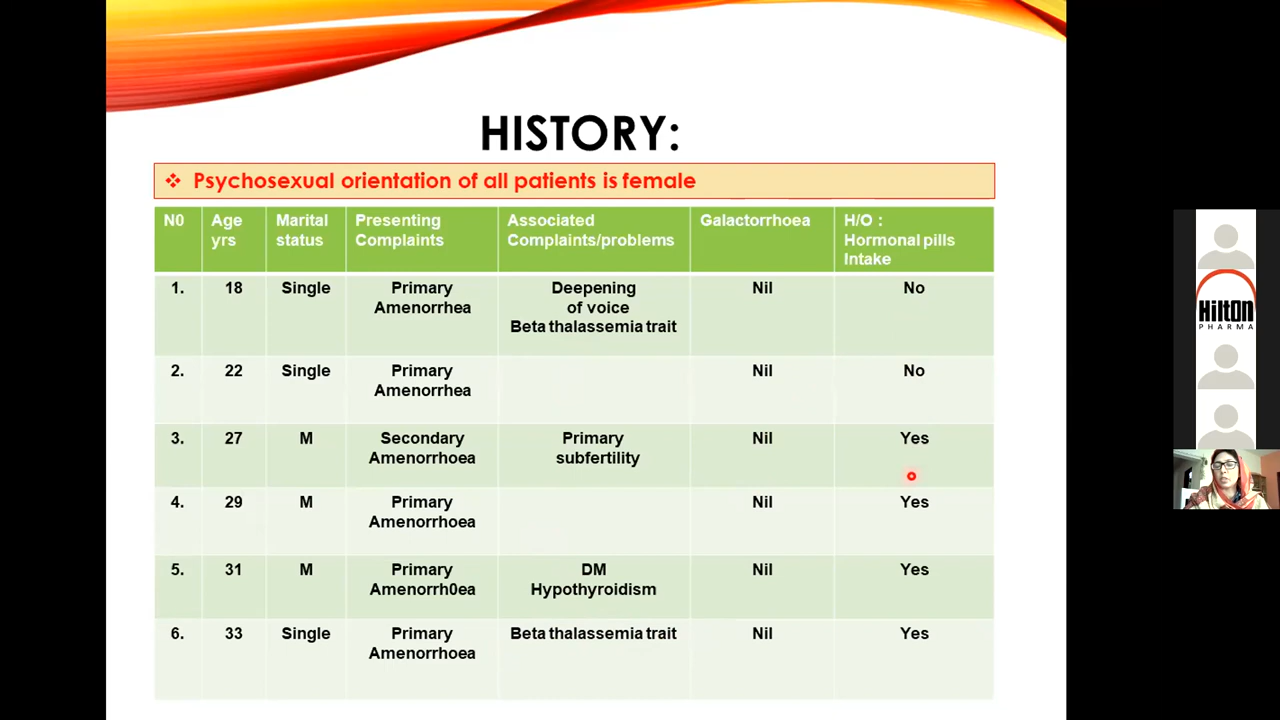 HISTORY:
❖ Psychosexual orientation of all patients is female
N0 Age yrs Marital status Presenting Complaints Associated Complaints/problems Galactorrhoea H/O : Hormonal pills Intake
1. 18 Single Primary Amenorrhea Deepening of voice Beta thalassemia trait Nil No
2. 22 Single Primary Amenorrhea Nil No
3. 27 M Secondary Amenorrhoea Primary subfertility Nil Yes
4. 29 M Primary Amenorrhoea Nil Yes
5. 31 M Primary Amenorrh0ea DM Hypothyroidism Nil Yes
6. 33 Single Primary Amenorrhoea Beta thalassemia trait Nil Yes
HiltOn
PHARMA